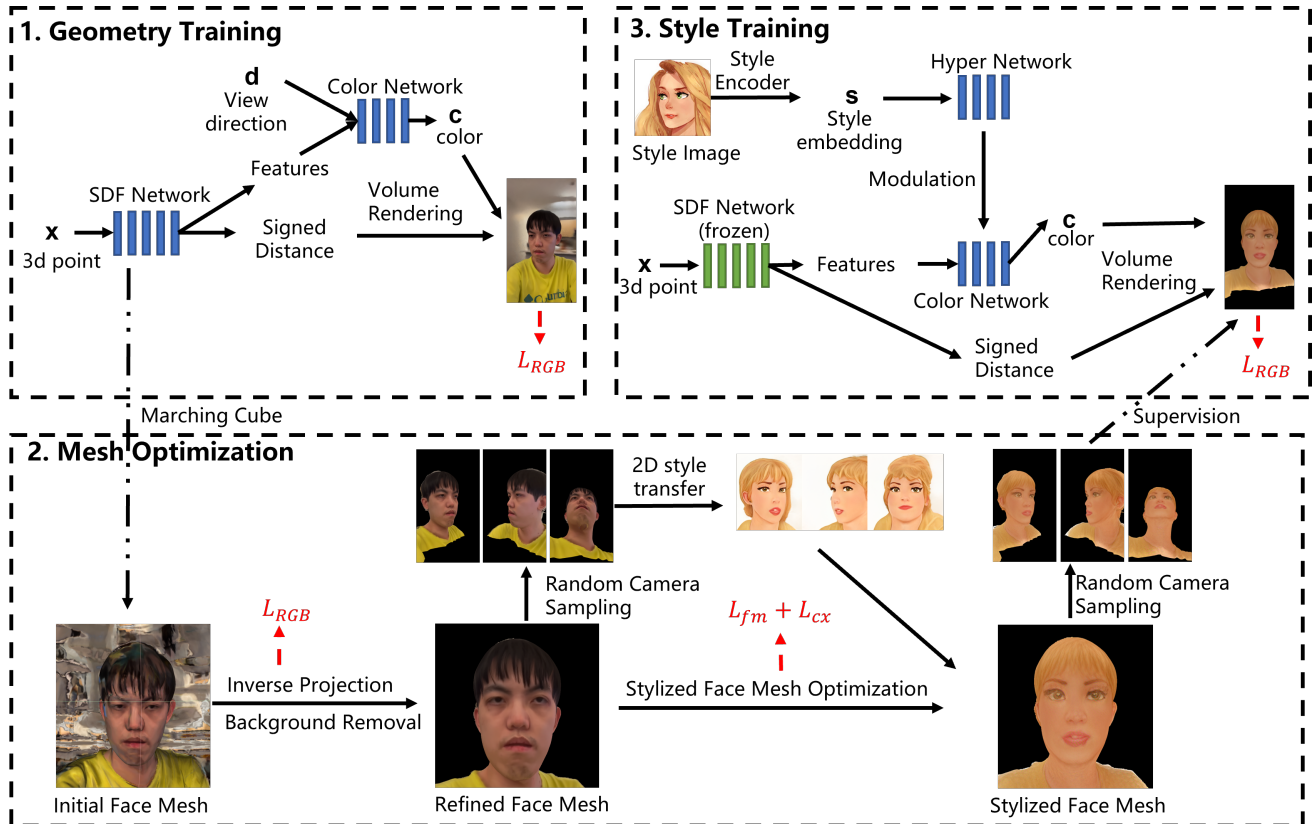 1. Geometry Training
d
View
direction
Color Network
c
color
Features
SDF Network
x
3d point
Signed
Distance
Volume
Rendering
L_RGB
Marching Cube
3. Style Training
Style
Encoder
Style Image
s
Style
embedding
Hyper Network
Modulation
SDF Network
(frozen)
x
3d point
Features
Color Network
c
color
Volume
Rendering
Signed
Distance
L_RGB
Supervision
2. Mesh Optimization
2D style
transfer
Random Camera
Sampling
Random Camera
Sampling
L_RGB
L_fm + L_cx
Inverse Projection
Background Removal
Stylized Face Mesh Optimization
Initial Face Mesh
Refined Face Mesh
Stylized Face Mesh